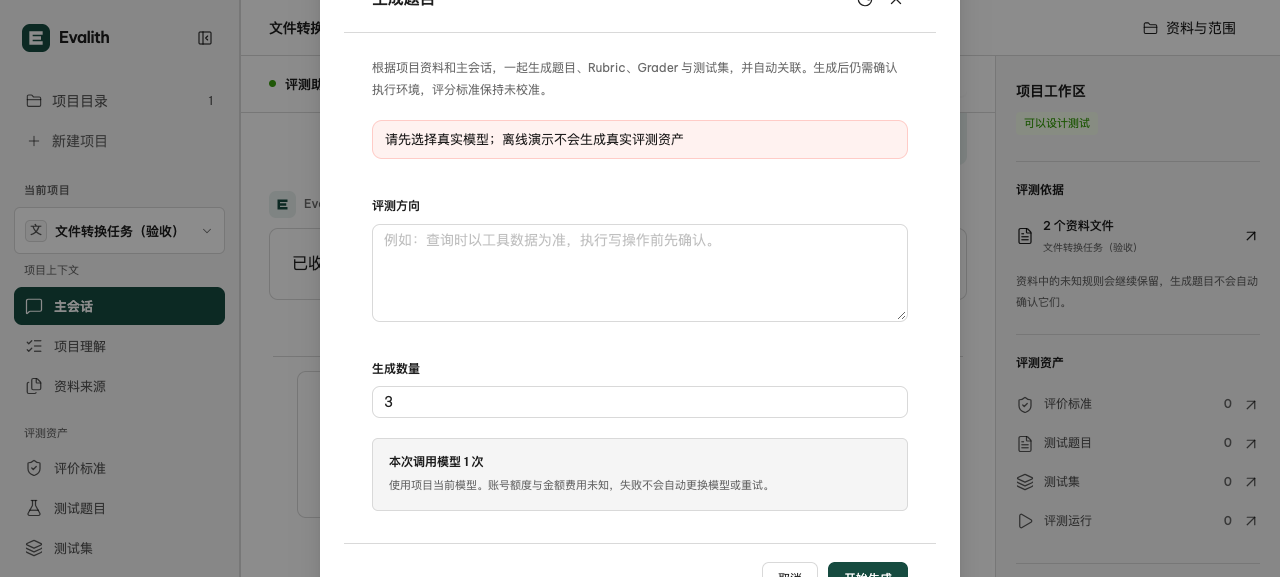 Evalith
项目目录 1
新建项目
当前项目
文 文件转换任务（验收）
项目上下文
主会话
项目理解
资料来源
评测资产
评价标准
测试题目
测试集
文件转换
资料与范围
评测助
已收
生成题目
根据项目资料和主会话，一起生成题目、Rubric、Grader 与测试集，并自动关联。生成后仍需确认
执行环境，评分标准保持未校准。
请先选择真实模型；离线演示不会生成真实评测资产
评测方向
例如：查询时以工具数据为准，执行写操作前先确认。
生成数量
3
本次调用模型 1 次
使用项目当前模型。账号额度与金额费用未知，失败不会自动更换模型或重试。
取消
开始生成
项目工作区
可以设计测试
评测依据
2 个资料文件
文件转换任务（验收）
资料中的未知规则会继续保留，生成题目不会自动
确认它们。
评测资产
评价标准 0
测试题目 0
测试集 0
评测运行 0